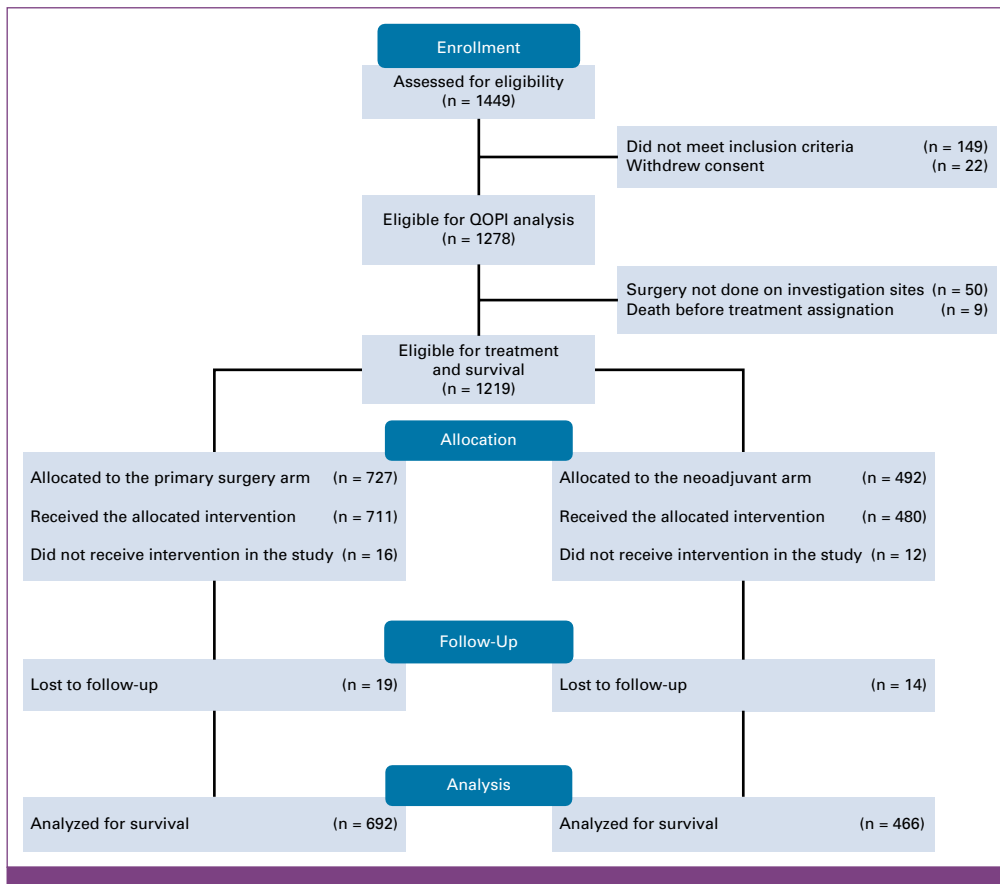 Enrollment
Assessed for eligibility
(n = 1449)
Did not meet inclusion criteria (n = 149)
Withdrew consent (n = 22)
Eligible for QOPI analysis
(n = 1278)
Surgery not done on investigation sites (n = 50)
Death before treatment assignation (n = 9)
Eligible for treatment
and survival
(n = 1219)
Allocation
Allocated to the primary surgery arm (n = 727)
Received the allocated intervention (n = 711)
Did not receive intervention in the study (n = 16)
Allocated to the neoadjuvant arm (n = 492)
Received the allocated intervention (n = 480)
Did not receive intervention in the study (n = 12)
Follow-Up
Lost to follow-up (n = 19)
Lost to follow-up (n = 14)
Analysis
Analyzed for survival (n = 692)
Analyzed for survival (n = 466)